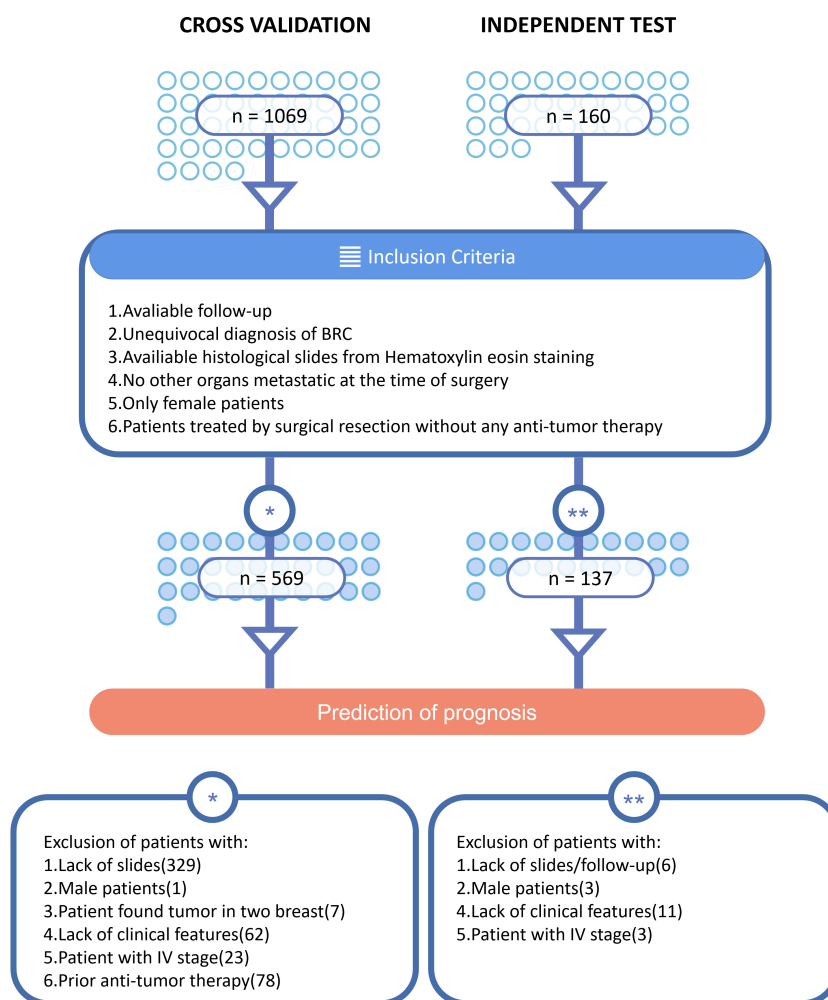 CROSS VALIDATION
INDEPENDENT TEST
n = 1069
n = 160
Inclusion Criteria
1.Avaliable follow-up
2.Unequivocal diagnosis of BRC
3.Availiable histological slides from Hematoxylin eosin staining
4.No other organs metastatic at the time of surgery
5.Only female patients
6.Patients treated by surgical resection without any anti-tumor therapy
*
**
n = 569
n = 137
Prediction of prognosis
*
Exclusion of patients with:
1.Lack of slides(329)
2.Male patients(1)
3.Patient found tumor in two breast(7)
4.Lack of clinical features(62)
5.Patient with IV stage(23)
6.Prior anti-tumor therapy(78)
**
Exclusion of patients with:
1.Lack of slides/follow-up(6)
2.Male patients(3)
4.Lack of clinical features(11)
5.Patient with IV stage(3)